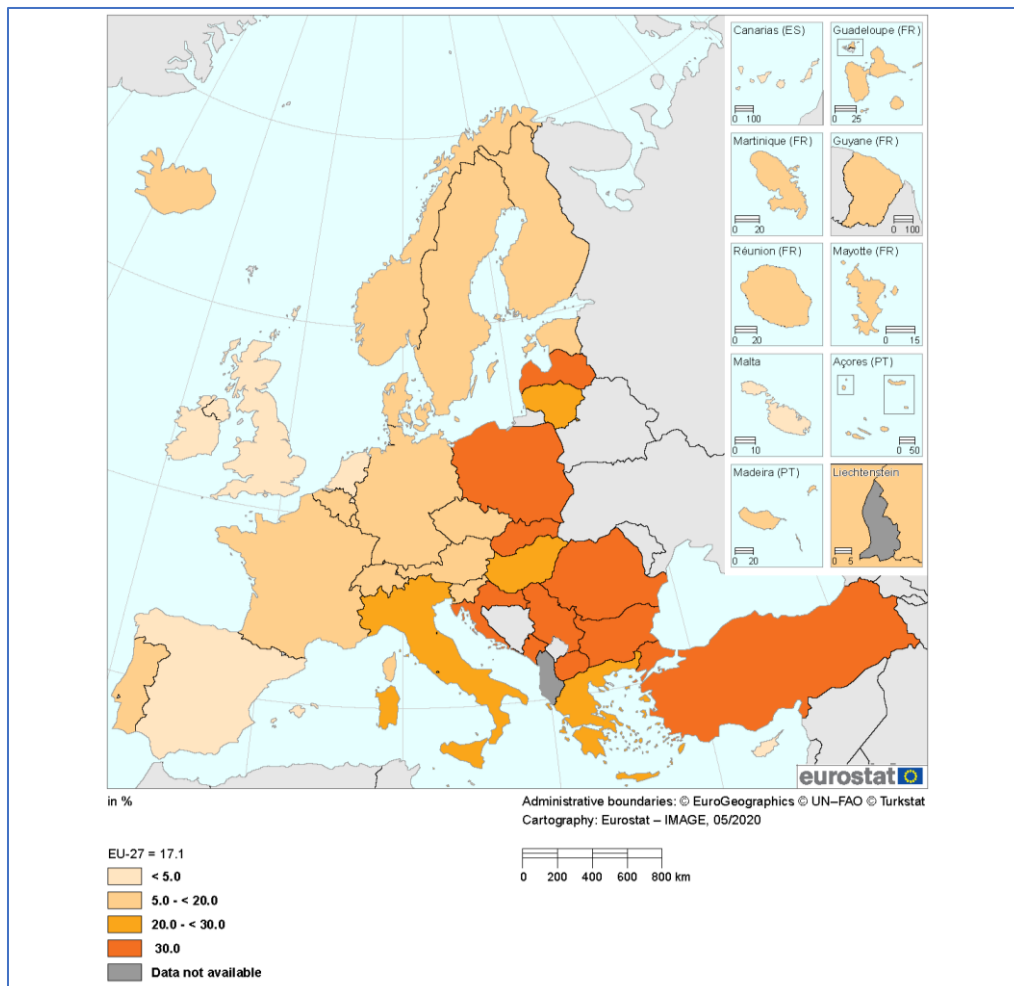 Canarias (ES)
0 100
Guadeloupe (FR)
0 25
Martinique (FR)
0 20
Guyane (FR)
0 100
Réunion (FR)
0 20
Mayotte (FR)
0 15
Malta
0 10
Açores (PT)
0 50
Madeira (PT)
0 20
Liechtenstein
0 5
eurostat
in %
Administrative boundaries: © EuroGeographics © UN–FAO © Turkstat
Cartography: Eurostat – IMAGE, 05/2020
EU-27 = 17.1
0 200 400 600 800 km
< 5.0
5.0 - < 20.0
20.0 - < 30.0
30.0
Data not available